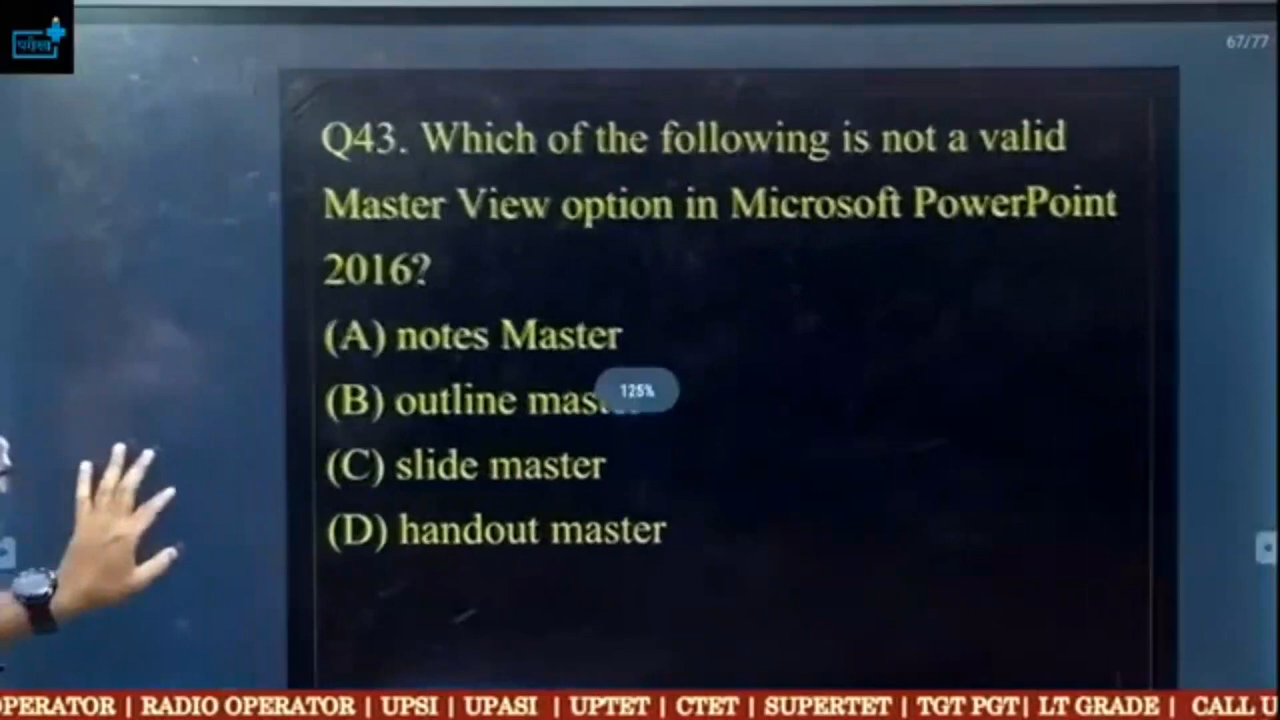 परीक्षा
67/77
Q43. Which of the following is not a valid
Master View option in Microsoft PowerPoint
2016?
(A) notes Master
(B) outline mas
125%
(C) slide master
(D) handout master
OPERATOR | RADIO OPERATOR | UPSI | UPASI | UPTET | CTET | SUPERTET | TGT PGT| LT GRADE | CALL U